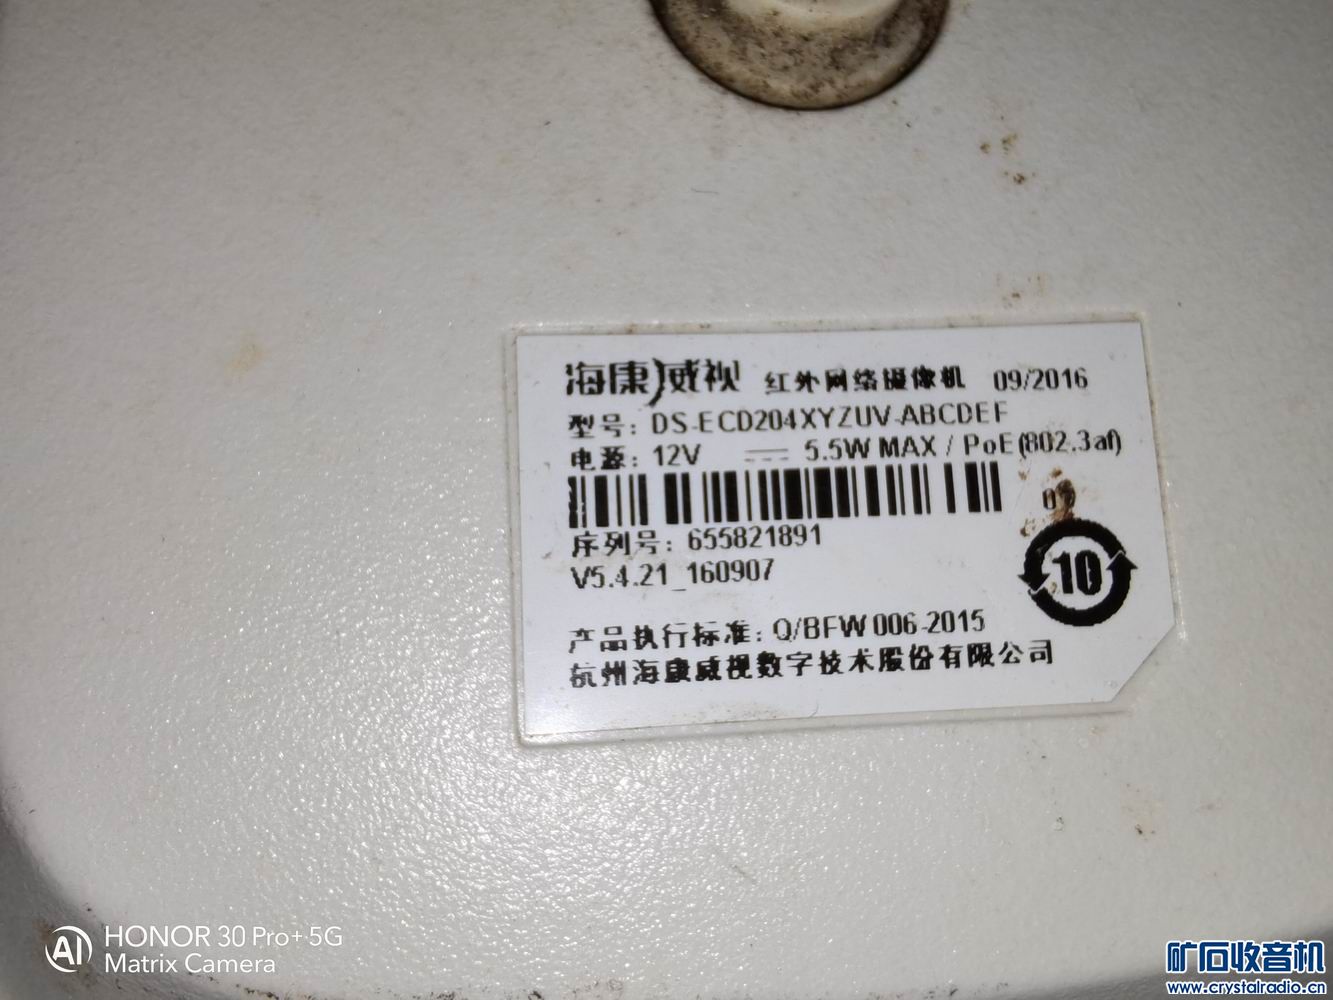 海康威视 红外网络摄像机 09/2016
型号: DS-ECD204XYZUV-ABCDEF
电源: 12V 5.5W MAX / PoE(802.3af)
序列号: 655821891
V5.4.21_160907
10
产品执行标准: Q/BFW 006-2015
杭州海康威视数字技术股份有限公司
AI HONOR 30 Pro+ 5G
Matrix Camera
矿石收音机
www.crystalradio.cn